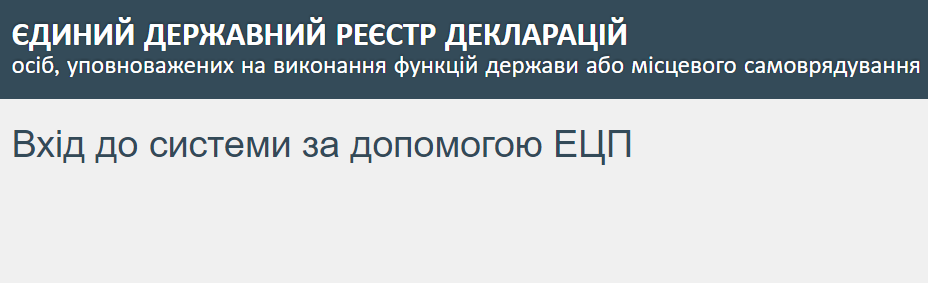 ЄДИНИЙ ДЕРЖАВНИЙ РЕЄСТР ДЕКЛАРАЦІЙ
осіб, уповноважених на виконання функцій держави або місцевого самоврядування
Вхід до системи за допомогою ЕЦП